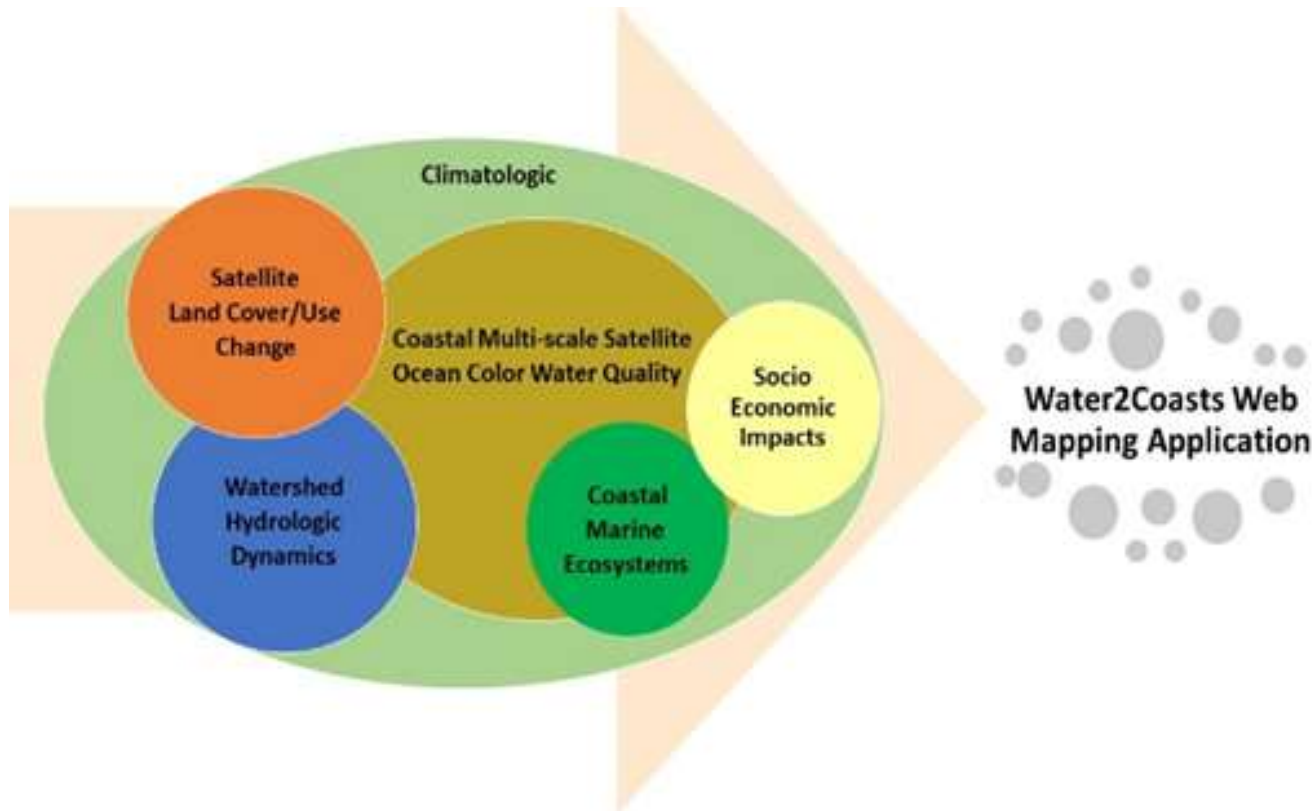 Climatologic
Satellite
Land Cover/Use
Change
Coastal Multi-scale Satellite
Ocean Color Water Quality
Socio
Economic
Impacts
Watershed
Hydrologic
Dynamics
Coastal
Marine
Ecosystems
Water2Coasts Web
Mapping Application